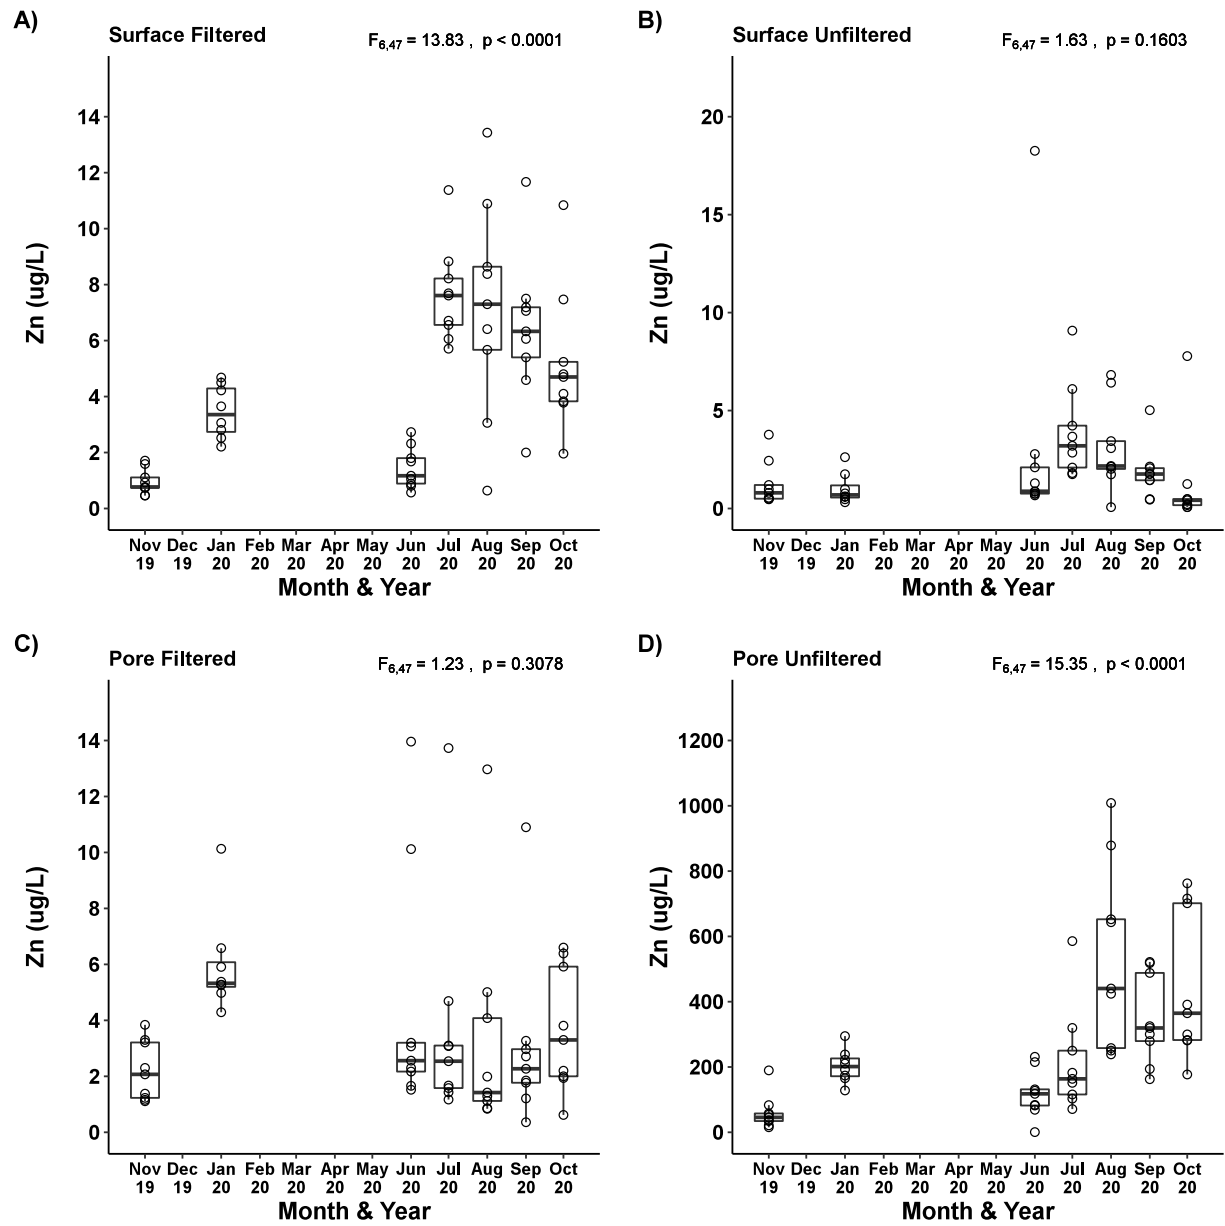 A)
Surface Filtered
F6,47 = 13.83 , p < 0.0001
Zn (ug/L)
14
12
10
8
6
4
2
0
Nov Dec Jan Feb Mar Apr May Jun Jul Aug Sep Oct
19 19 20 20 20 20 20 20 20 20 20 20
Month & Year
B)
Surface Unfiltered
F6,47 = 1.63 , p = 0.1603
Zn (ug/L)
20
15
10
5
0
Nov Dec Jan Feb Mar Apr May Jun Jul Aug Sep Oct
19 19 20 20 20 20 20 20 20 20 20 20
Month & Year
C)
Pore Filtered
F6,47 = 1.23 , p = 0.3078
Zn (ug/L)
14
12
10
8
6
4
2
0
Nov Dec Jan Feb Mar Apr May Jun Jul Aug Sep Oct
19 19 20 20 20 20 20 20 20 20 20 20
Month & Year
D)
Pore Unfiltered
F6,47 = 15.35 , p < 0.0001
Zn (ug/L)
1200
1000
800
600
400
200
0
Nov Dec Jan Feb Mar Apr May Jun Jul Aug Sep Oct
19 19 20 20 20 20 20 20 20 20 20 20
Month & Year